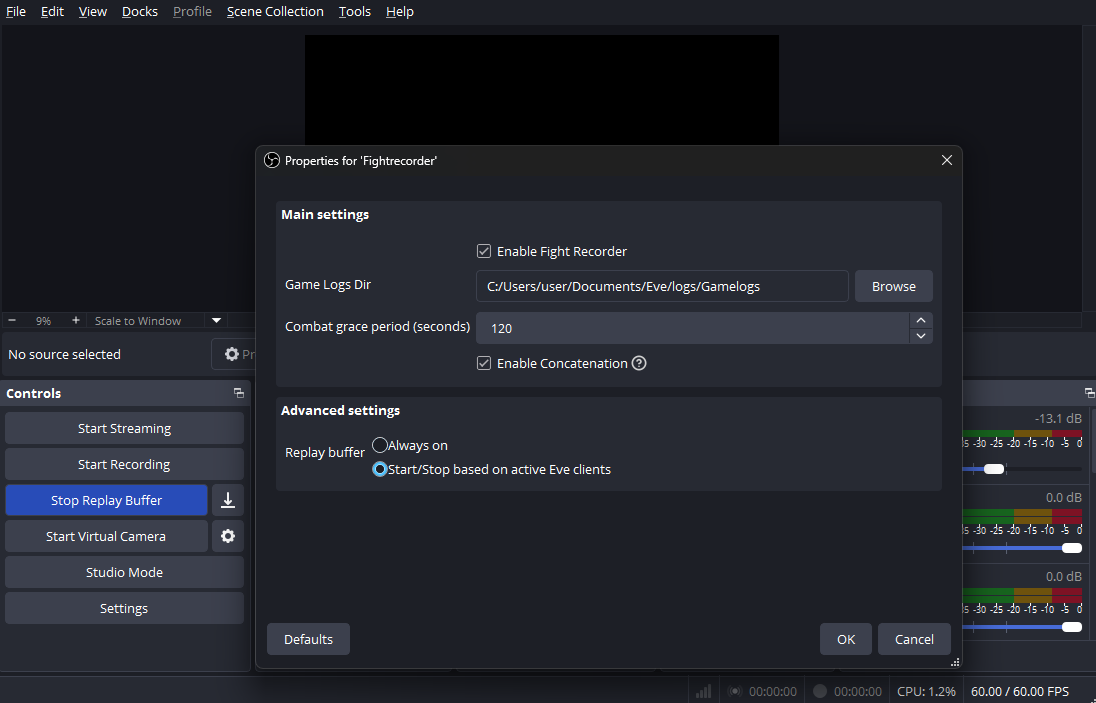 File Edit View Docks Profile Scene Collection Tools Help
Properties for 'Fightrecorder'
Main settings
Enable Fight Recorder
Game Logs Dir
C:/Users/user/Documents/Eve/logs/Gamelogs
Browse
Combat grace period (seconds)
120
Enable Concatenation
?
Advanced settings
Replay buffer
Always on
Start/Stop based on active Eve clients
Defaults
OK
Cancel
9%
Scale to Window
No source selected
Controls
Start Streaming
Start Recording
Stop Replay Buffer
Start Virtual Camera
Studio Mode
Settings
-13.1 dB
-30 -25 -20 -15 -10 -5 0
0.0 dB
-30 -25 -20 -15 -10 -5 0
0.0 dB
-30 -25 -20 -15 -10 -5 0
00:00:00
00:00:00
CPU: 1.2%
60.00 / 60.00 FPS